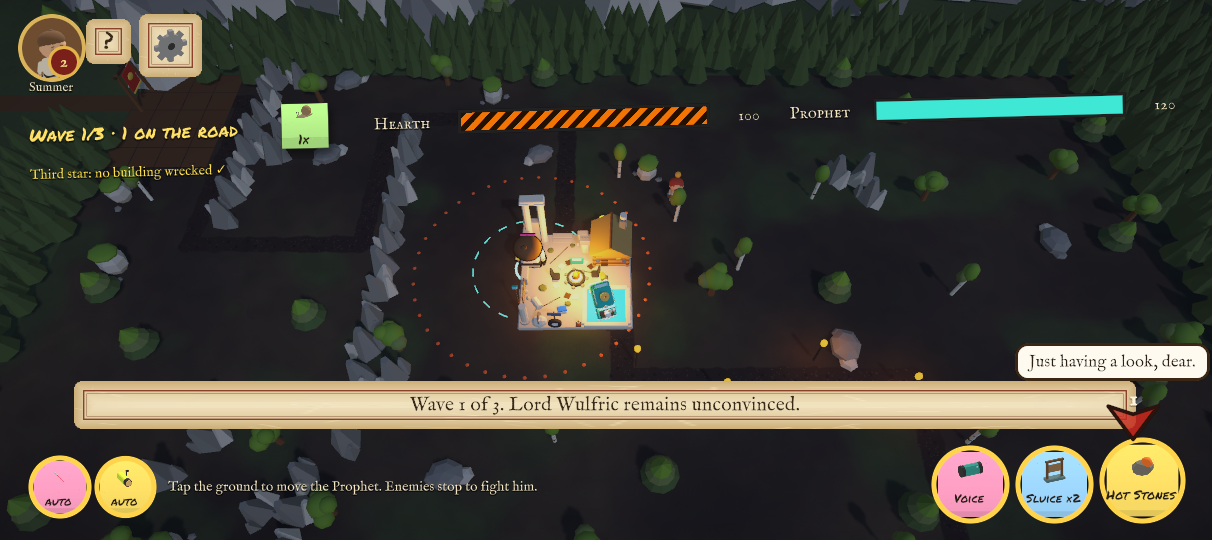 ?
2
Summer
Wave 1/3 · 1 on the road
1x
Hearth
100
Prophet
120
Third star: no building wrecked ✓
Just having a look, dear.
Wave 1 of 3. Lord Wulfric remains unconvinced.
1
AUTO
AUTO
Tap the ground to move the Prophet. Enemies stop to fight him.
Voice
Sluice x2
Hot Stones